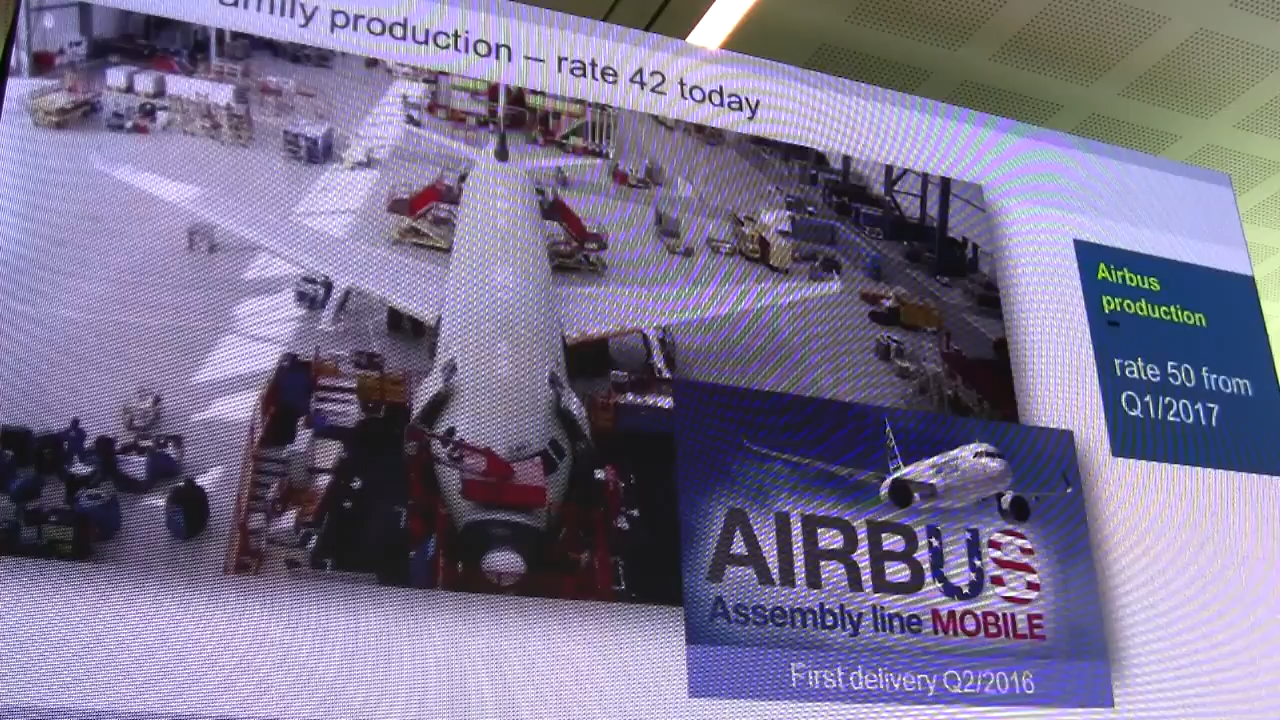 family production – rate 42 today
Airbus
production
–
rate 50 from
Q1/2017
AIRBUS
Assembly line MOBILE
First delivery Q2/2016